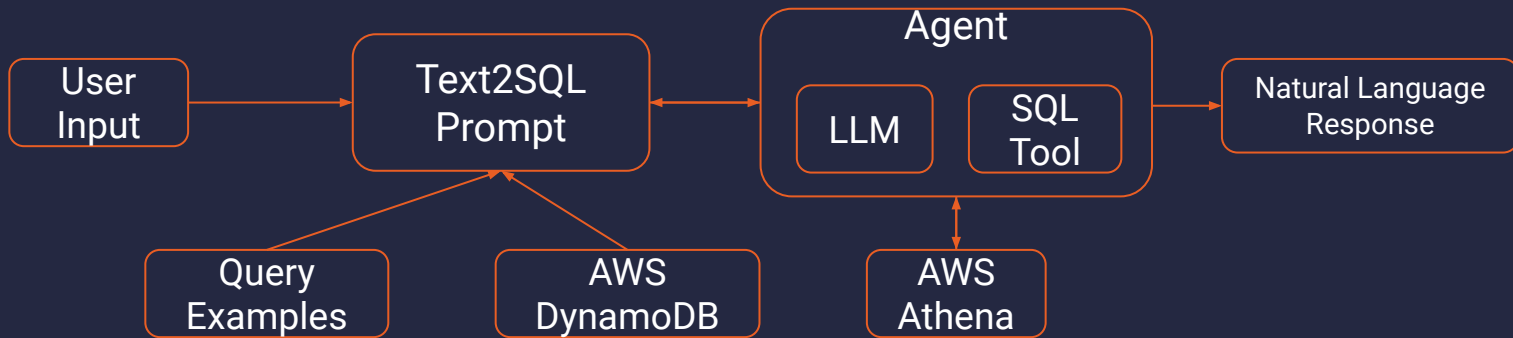 User
Input
Text2SQL
Prompt
Agent
LLM
SQL
Tool
Natural Language
Response
Query
Examples
AWS
DynamoDB
AWS
Athena